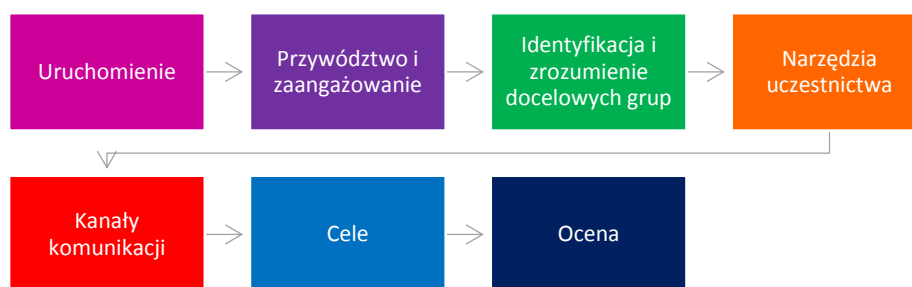 Uruchomienie
Przywództwo i
zaangażowanie
Identyfikacja i
zrozumienie
docelowych grup
Narzędzia
uczestnictwa
Kanały
komunikacji
Cele
Ocena